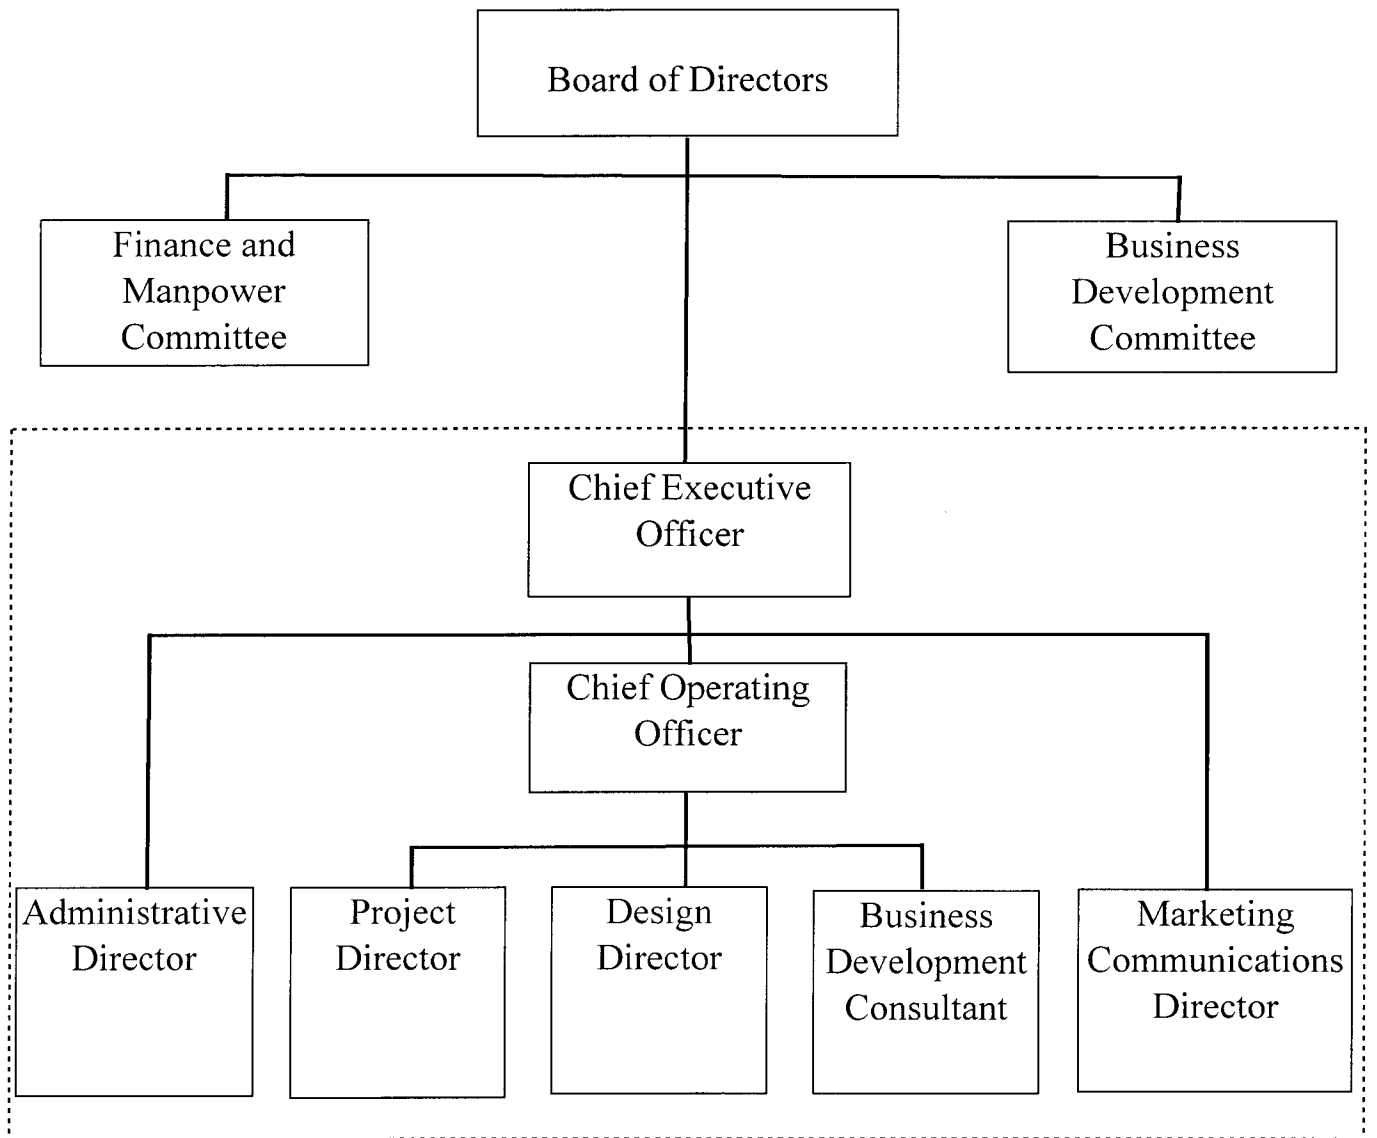 Board of Directors
Finance and
Manpower
Committee
Business
Development
Committee
Chief Executive
Officer
Chief Operating
Officer
Administrative
Director
Project
Director
Design
Director
Business
Development
Consultant
Marketing
Communications
Director